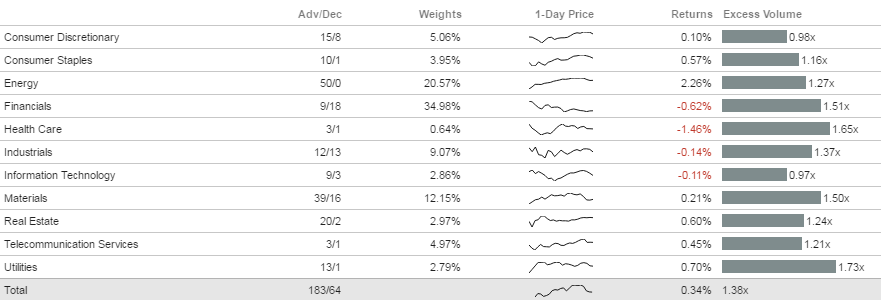 Adv/Dec Weights 1-Day Price Returns Excess Volume
Consumer Discretionary 15/8 5.06% 0.10% 0.98x
Consumer Staples 10/1 3.95% 0.57% 1.16x
Energy 50/0 20.57% 2.26% 1.27x
Financials 9/18 34.98% -0.62% 1.51x
Health Care 3/1 0.64% -1.46% 1.65x
Industrials 12/13 9.07% -0.14% 1.37x
Information Technology 9/3 2.86% -0.11% 0.97x
Materials 39/16 12.15% 0.21% 1.50x
Real Estate 20/2 2.97% 0.60% 1.24x
Telecommunication Services 3/1 4.97% 0.45% 1.21x
Utilities 13/1 2.79% 0.70% 1.73x
Total 183/64 0.34% 1.38x